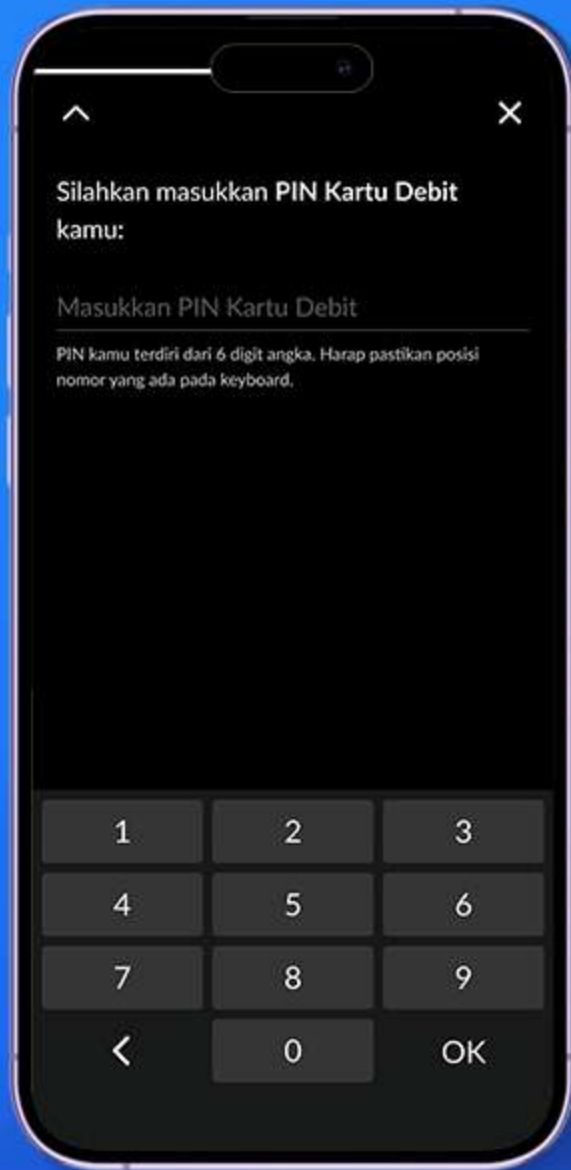 Silahkan masukkan PIN Kartu Debit
kamu:
Masukkan PIN Kartu Debit
PIN kamu terdiri dari 6 digit angka. Harap pastikan posisi
nomor yang ada pada keyboard.
1 2 3
4 5 6
7 8 9
0 OK